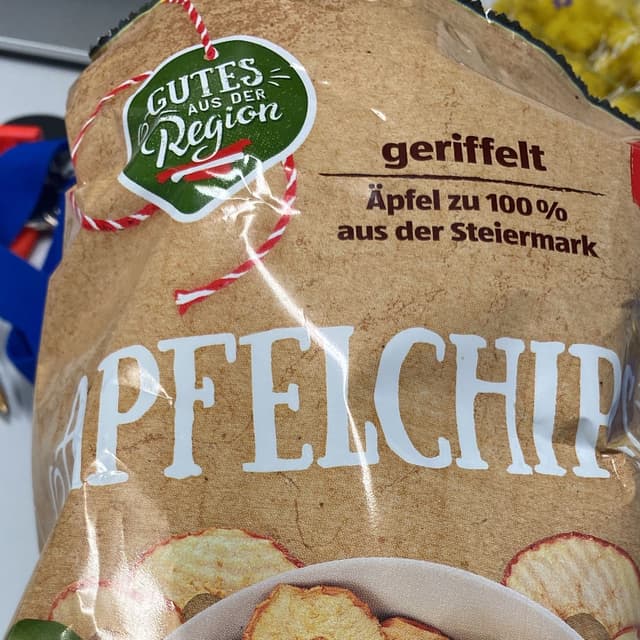 GUTES
AUS DER
Region
geriffelt
Äpfel zu 100 %
aus der Steiermark
APFELCHIP